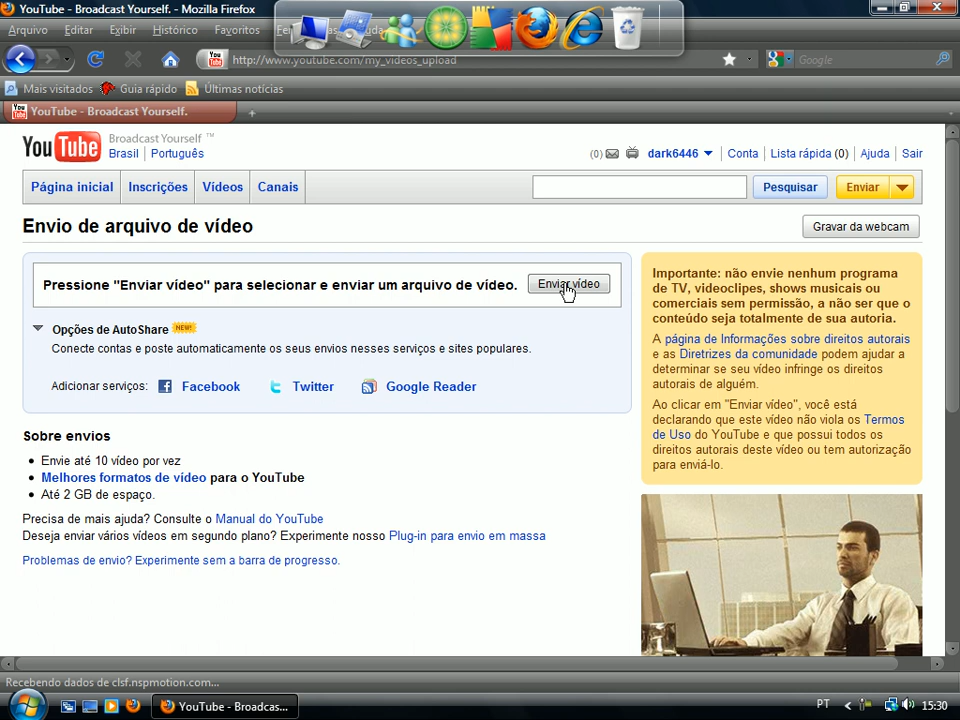 YouTube - Broadcast Yourself. - Mozilla Firefox
Arquivo Editar Exibir Histórico Favoritos
http://www.youtube.com/my_videos_upload
Google
Mais visitados Guia rápido Últimas notícias
YouTube - Broadcast Yourself.
YouTube Broadcast Yourself ™
Brasil Português
(0) dark6446 Conta Lista rápida (0) Ajuda Sair
Página inicial Inscrições Vídeos Canais Pesquisar Enviar
Envio de arquivo de vídeo
Gravar da webcam
Pressione "Enviar vídeo" para selecionar e enviar um arquivo de vídeo. Enviar vídeo
Opções de AutoShare NEW!
Conecte contas e poste automaticamente os seus envios nesses serviços e sites populares.
Adicionar serviços: Facebook Twitter Google Reader
Sobre envios
Envie até 10 vídeo por vez
Melhores formatos de vídeo para o YouTube
Até 2 GB de espaço.
Precisa de mais ajuda? Consulte o Manual do YouTube
Deseja enviar vários vídeos em segundo plano? Experimente nosso Plug-in para envio em massa
Problemas de envio? Experimente sem a barra de progresso.
Importante: não envie nenhum programa
de TV, videoclipes, shows musicais ou
comerciais sem permissão, a não ser que o
conteúdo seja totalmente de sua autoria.
A página de Informações sobre direitos autorais
e as Diretrizes da comunidade podem ajudar a
determinar se seu vídeo infringe os direitos
autorais de alguém.
Ao clicar em "Enviar vídeo", você está
declarando que este vídeo não viola os Termos
de Uso do YouTube e que possui todos os
direitos autorais deste vídeo ou tem autorização
para enviá-lo.
Recebendo dados de clsf.nspmotion.com...
YouTube - Broadcas...
PT
15:30